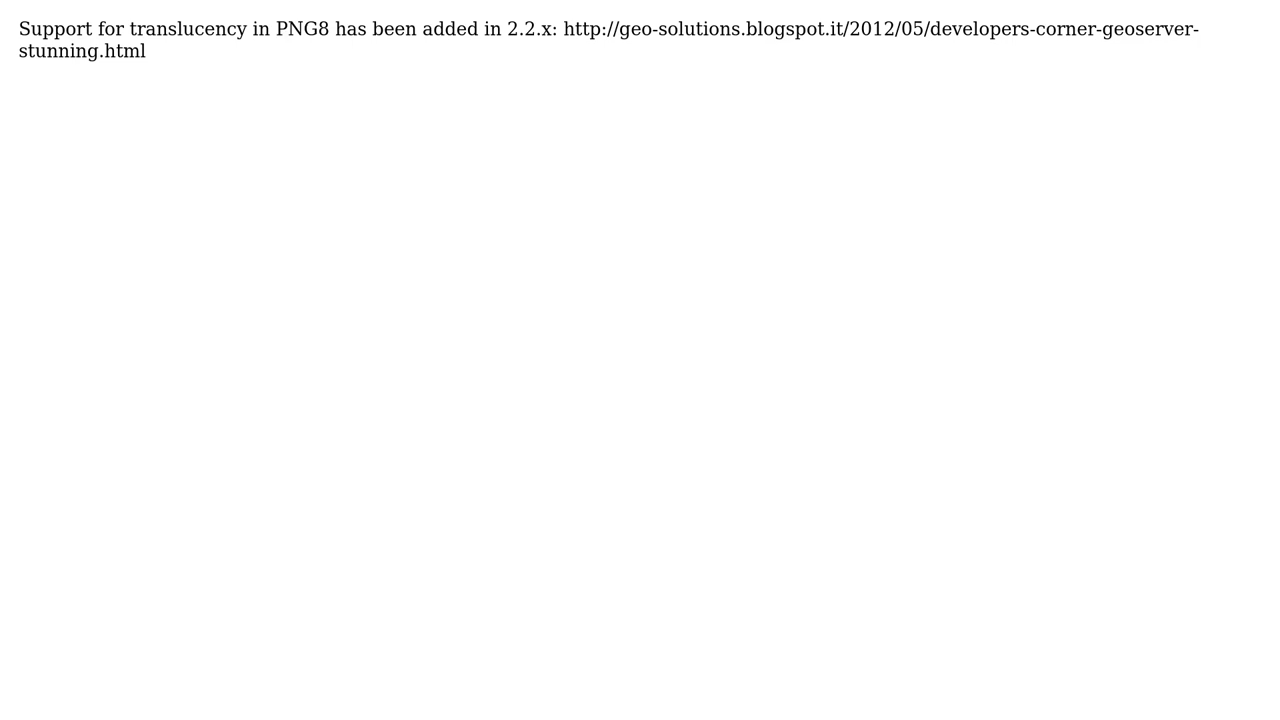 Support for translucency in PNG8 has been added in 2.2.x: http://geo-solutions.blogspot.it/2012/05/developers-corner-geoserver-
stunning.html